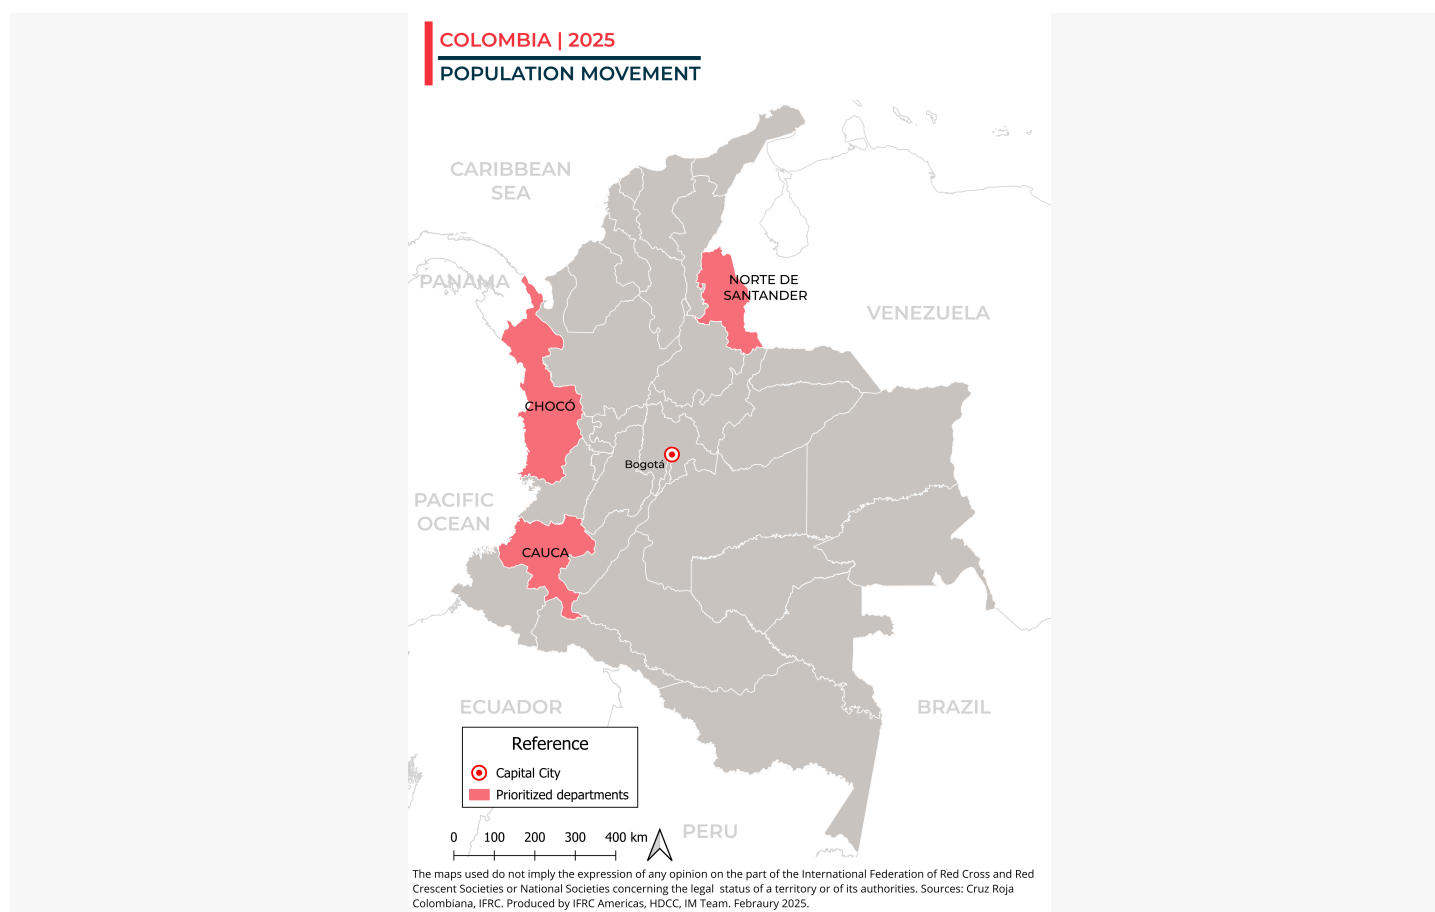 COLOMBIA | 2025
POPULATION MOVEMENT
CARIBBEAN
SEA
PANAMA
NORTE DE
SANTANDER
VENEZUELA
CHOCÓ
Bogotá
PACIFIC
OCEAN
CAUCA
ECUADOR
BRAZIL
Reference
Capital City
Prioritized departments
PERU
0 100 200 300 400 km
The maps used do not imply the expression of any opinion on the part of the International Federation of Red Cross and Red
Crescent Societies or National Societies concerning the legal status of a territory or of its authorities. Sources: Cruz Roja
Colombiana, IFRC. Produced by IFRC Americas, HDCC, IM Team. Febraury 2025.